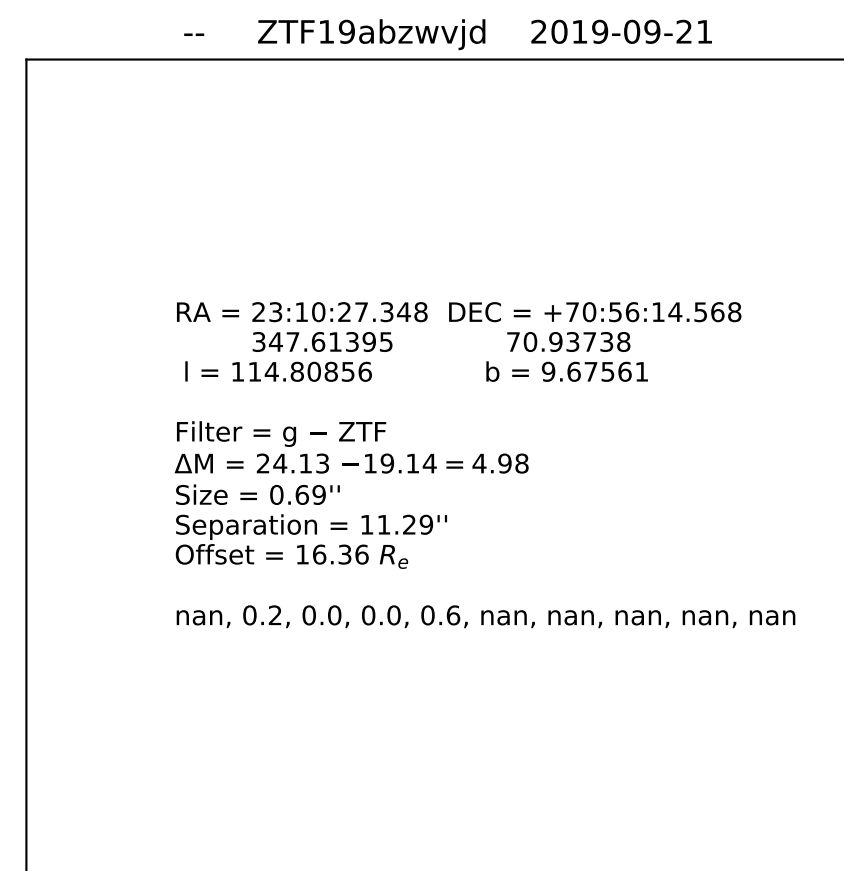 -- ZTF19abzwvjd 2019-09-21
RA = 23:10:27.348 DEC = +70:56:14.568
347.61395 70.93738
l = 114.80856 b = 9.67561
Filter = g − ZTF
ΔM = 24.13 −19.14 = 4.98
Size = 0.69''
Separation = 11.29''
Offset = 16.36 Re
nan, 0.2, 0.0, 0.0, 0.6, nan, nan, nan, nan, nan